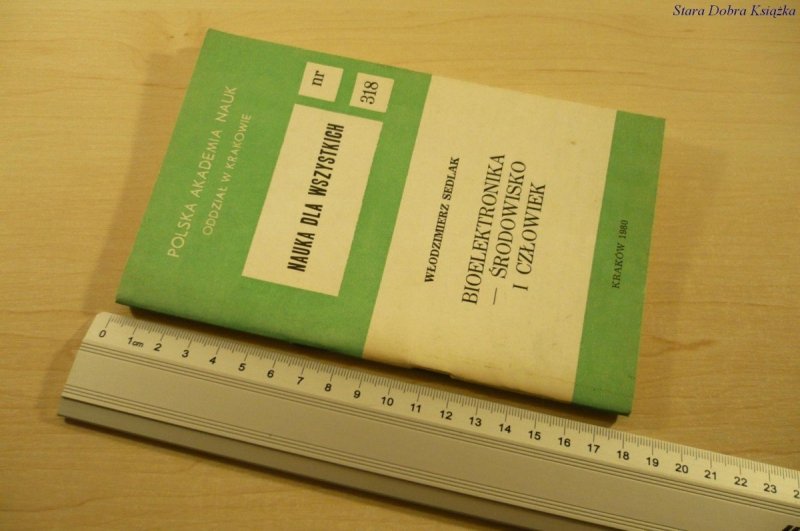 Stara Dobra Książka
POLSKA AKADEMIA NAUK
ODDZIAŁ W KRAKOWIE
nr
318
NAUKA DLA WSZYSTKICH
WŁODZIMIERZ SEDLAK
BIOELEKTRONIKA
— ŚRODOWISKO
I CZŁOWIEK
KRAKÓW 1980
0 1cm 2 3 4 5 6 7 8 9 10 11 12 13 14 15 16 17 18 19 20 21 22 23